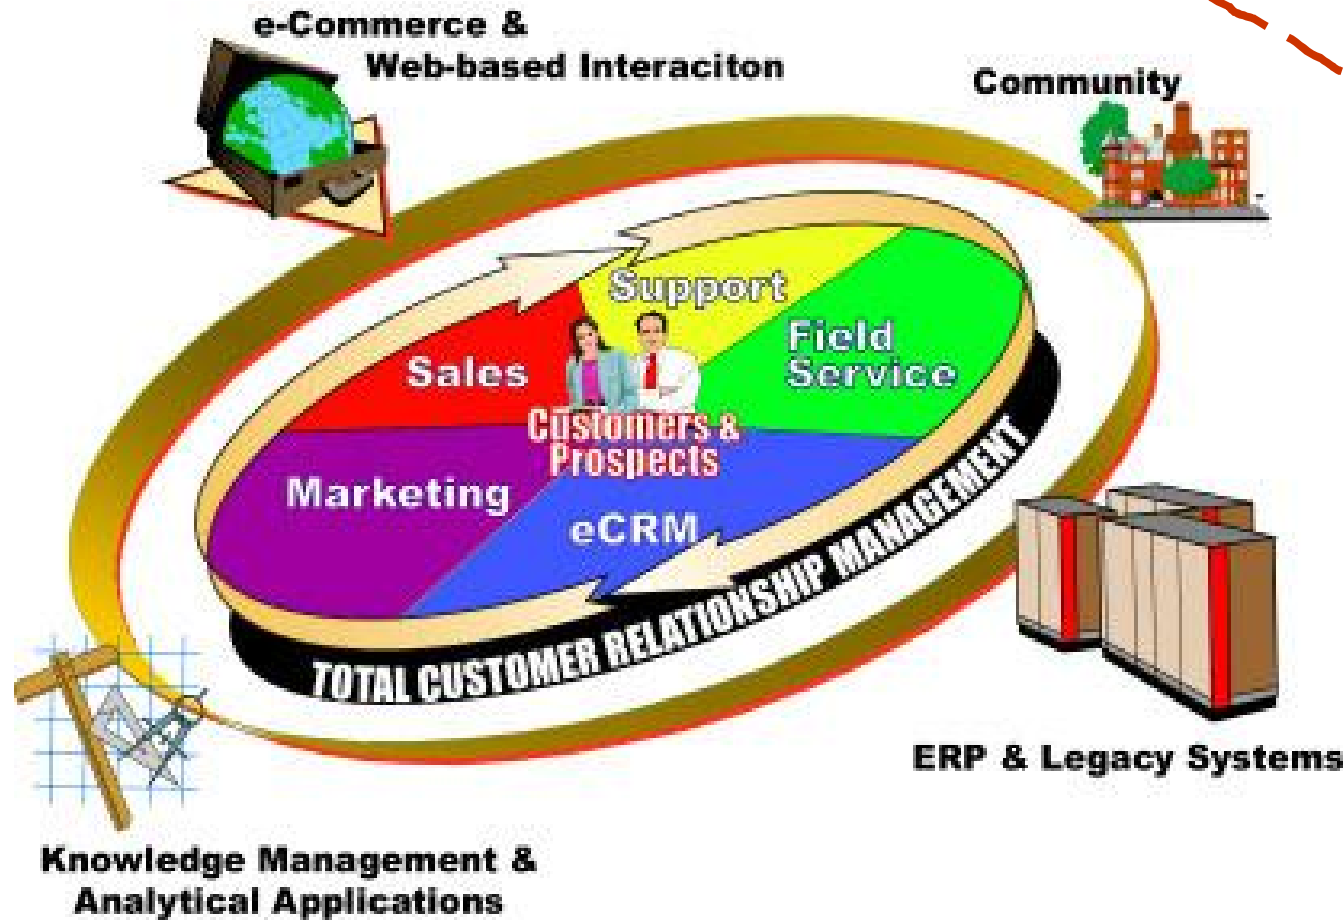 e-Commerce &
Web-based Interaciton
Community
Support
Field
Service
Sales
Customers &
Prospects
Marketing
eCRM
TOTAL CUSTOMER RELATIONSHIP MANAGEMENT
ERP & Legacy Systems
Knowledge Management &
Analytical Applications